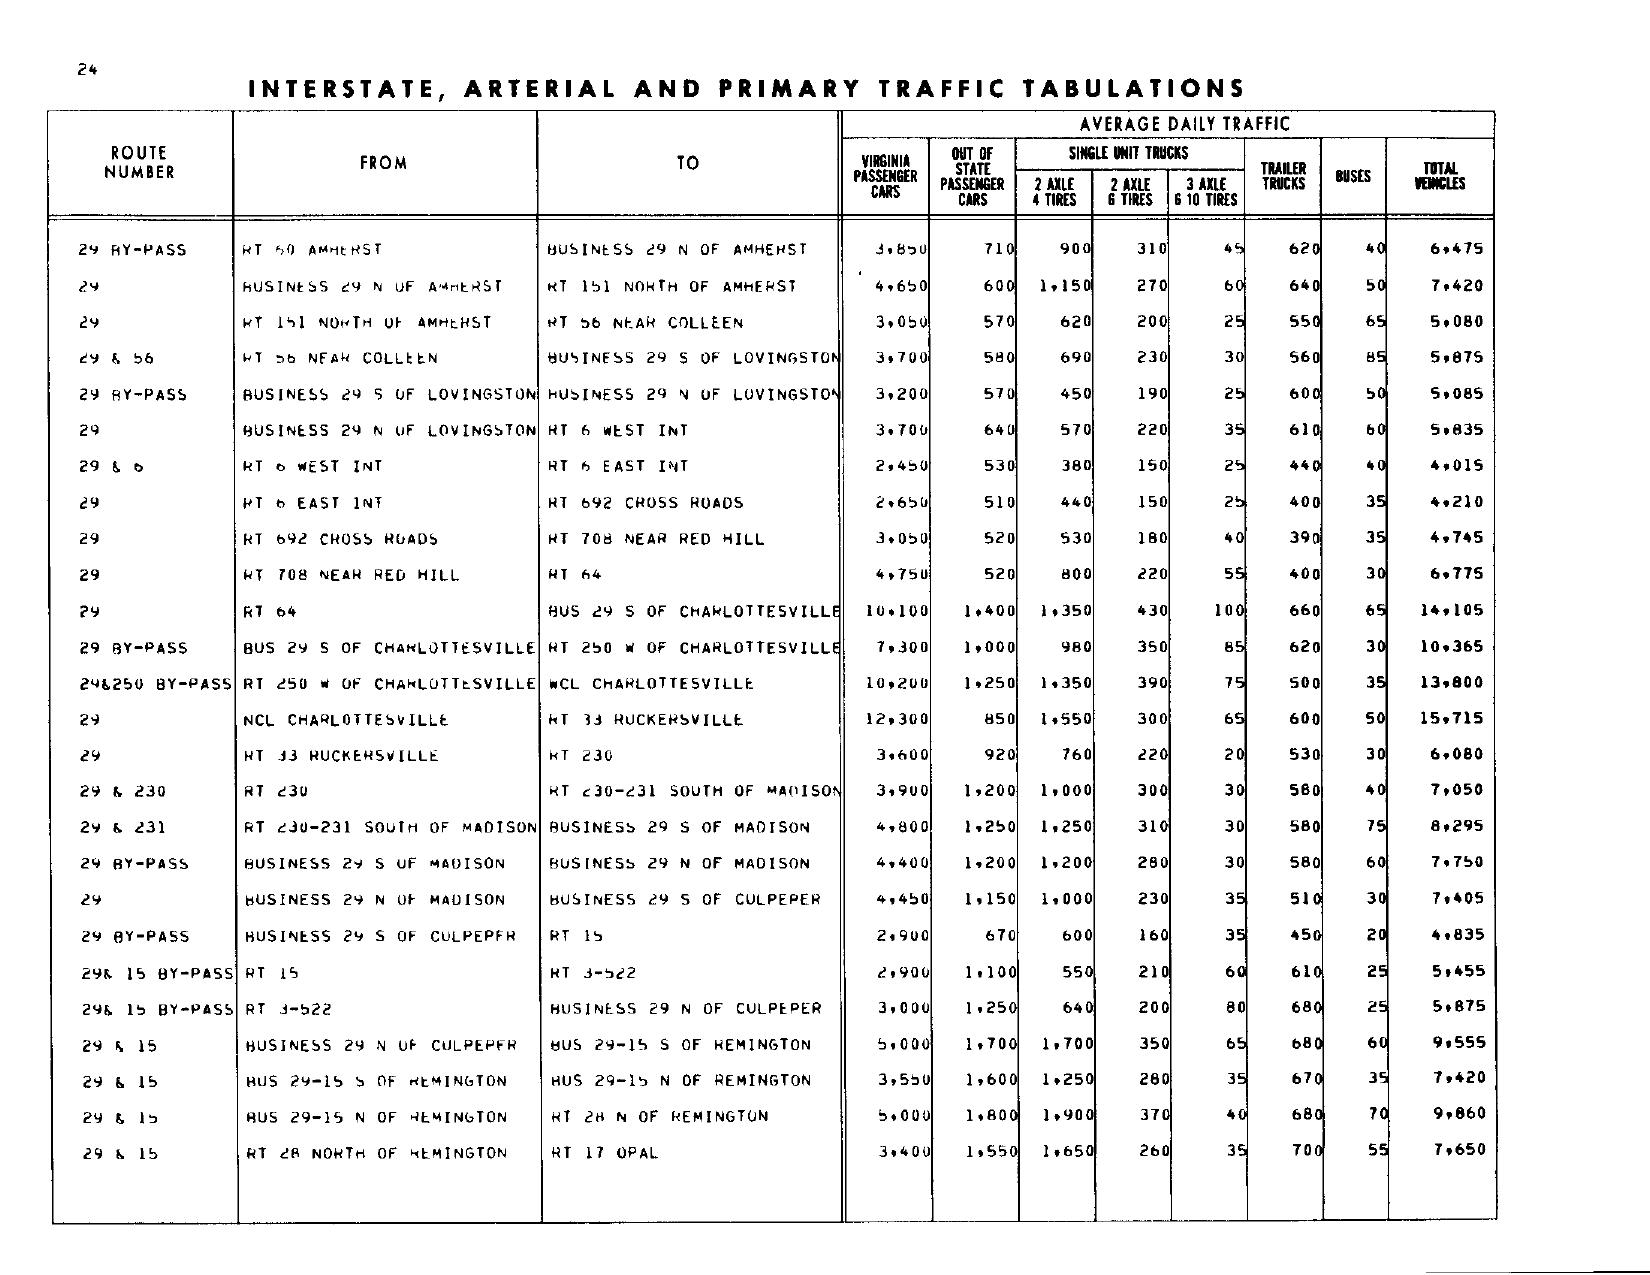 24
INTERSTATE, ARTERIAL AND PRIMARY TRAFFIC TABULATIONS
AVERAGE DAILY TRAFFIC
ROUTE NUMBER FROM TO VIRGINIA PASSENGER CARS OUT OF STATE PASSENGER CARS SINGLE UNIT TRUCKS 2 AXLE 4 TIRES 2 AXLE 6 TIRES 3 AXLE 6 10 TIRES TRAILER TRUCKS BUSES TOTAL VEHICLES
29 BY-PASS RT 60 AMHERST BUSINESS 29 N OF AMHERST 3,850 710 900 310 45 620 40 6,475
29 BUSINESS 29 N OF AMHERST RT 151 NORTH OF AMHERST 4,650 600 1,150 270 60 640 50 7,420
29 RT 151 NORTH OF AMHERST RT 56 NEAR COLLEEN 3,050 570 620 200 25 550 65 5,080
29 & 56 RT 56 NEAR COLLEEN BUSINESS 29 S OF LOVINGSTON 3,700 580 690 230 30 560 85 5,875
29 BY-PASS BUSINESS 29 S OF LOVINGSTON BUSINESS 29 N OF LOVINGSTON 3,200 570 450 190 25 600 50 5,085
29 BUSINESS 29 N OF LOVINGSTON RT 6 WEST INT 3,700 640 570 220 35 610 60 5,835
29 & 6 RT 6 WEST INT RT 6 EAST INT 2,450 530 380 150 25 440 40 4,015
29 RT 6 EAST INT RT 692 CROSS ROADS 2,650 510 440 150 25 400 35 4,210
29 RT 692 CROSS ROADS RT 708 NEAR RED HILL 3,050 520 530 180 40 390 35 4,745
29 RT 708 NEAR RED HILL RT 64 4,750 520 800 220 55 400 30 6,775
29 RT 64 BUS 29 S OF CHARLOTTESVILLE 10,100 1,400 1,350 430 100 660 65 14,105
29 BY-PASS BUS 29 S OF CHARLOTTESVILLE RT 250 W OF CHARLOTTESVILLE 7,300 1,000 980 350 85 620 30 10,365
29&250 BY-PASS RT 250 W OF CHARLOTTESVILLE WCL CHARLOTTESVILLE 10,200 1,250 1,350 390 75 500 35 13,800
29 NCL CHARLOTTESVILLE RT 33 RUCKERSVILLE 12,300 850 1,550 300 65 600 50 15,715
29 RT 33 RUCKERSVILLE RT 230 3,600 920 760 220 20 530 30 6,080
29 & 230 RT 230 RT 230-231 SOUTH OF MADISON 3,900 1,200 1,000 300 30 580 40 7,050
29 & 231 RT 230-231 SOUTH OF MADISON BUSINESS 29 S OF MADISON 4,800 1,250 1,250 310 30 580 75 8,295
29 BY-PASS BUSINESS 29 S OF MADISON BUSINESS 29 N OF MADISON 4,400 1,200 1,200 280 30 580 60 7,750
29 BUSINESS 29 N OF MADISON BUSINESS 29 S OF CULPEPER 4,450 1,150 1,000 230 35 510 30 7,405
29 BY-PASS BUSINESS 29 S OF CULPEPER RT 15 2,900 670 600 160 35 450 20 4,835
29& 15 BY-PASS RT 15 RT 3-522 2,900 1,100 550 210 60 610 25 5,455
29& 15 BY-PASS RT 3-522 BUSINESS 29 N OF CULPEPER 3,000 1,250 640 200 80 680 25 5,875
29 & 15 BUSINESS 29 N OF CULPEPER BUS 29-15 S OF REMINGTON 5,000 1,700 1,700 350 65 680 60 9,555
29 & 15 BUS 29-15 S OF REMINGTON BUS 29-15 N OF REMINGTON 3,550 1,600 1,250 280 35 670 35 7,420
29 & 15 BUS 29-15 N OF REMINGTON RT 28 N OF REMINGTON 5,000 1,800 1,900 370 40 680 70 9,860
29 & 15 RT 28 NORTH OF REMINGTON RT 17 OPAL 3,400 1,550 1,650 260 35 700 55 7,650